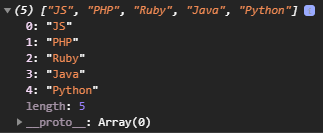 ▼ (5) ["JS", "PHP", "Ruby", "Java", "Python"] i
0: "JS"
1: "PHP"
2: "Ruby"
3: "Java"
4: "Python"
length: 5
▶ __proto__: Array(0)